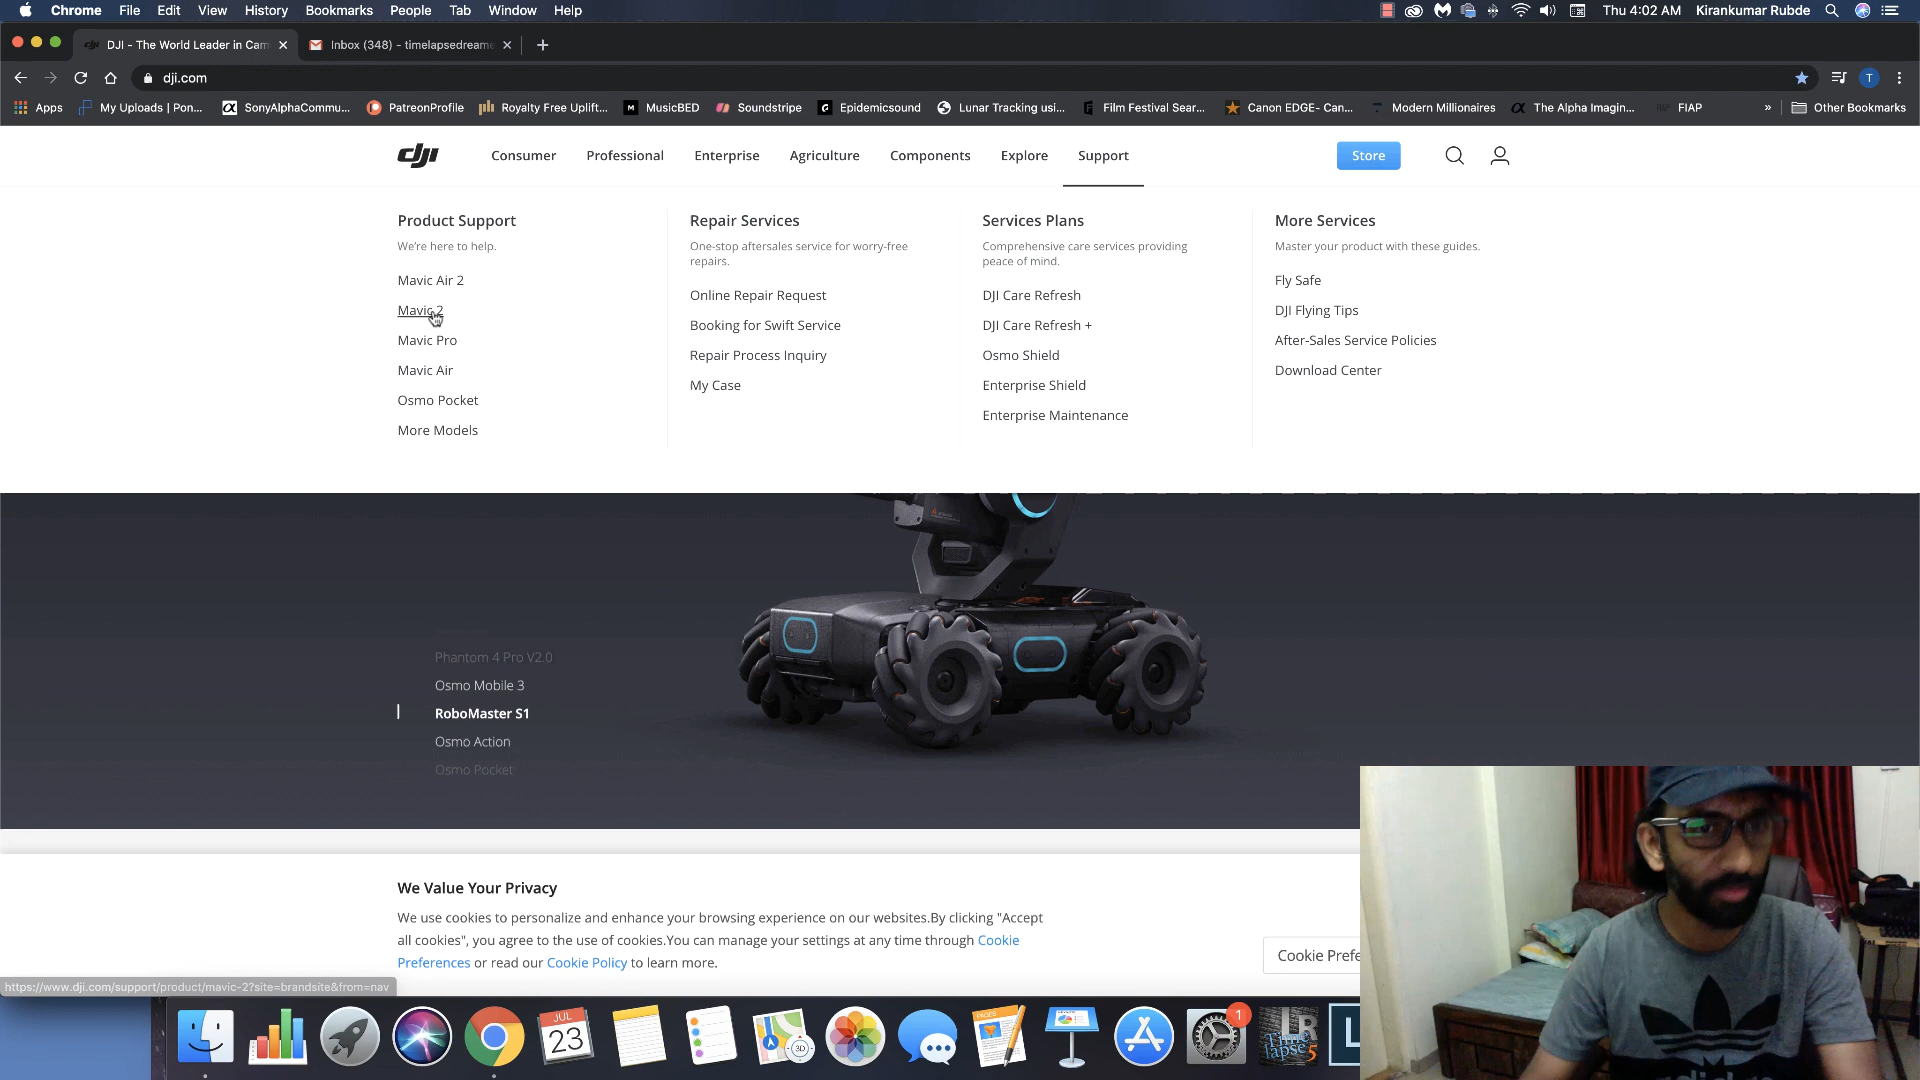 Chrome File Edit View History Bookmarks People Tab Window Help
Thu 4:02 AM Kirankumar Rubde
DJI - The World Leader in Cam
Inbox (348) - timelapsedreame
dji.com
T
Apps My Uploads | Pon... SonyAlphaCommu... PatreonProfile Royalty Free Uplift... MusicBED Soundstripe Epidemicsound Lunar Tracking usi... Film Festival Sear... Canon EDGE- Can... Modern Millionaires The Alpha Imagin... FIAP » Other Bookmarks
dji Consumer Professional Enterprise Agriculture Components Explore Support Store
Product Support
We're here to help.
Mavic Air 2
Mavic 2
Mavic Pro
Mavic Air
Osmo Pocket
More Models
Repair Services
One-stop aftersales service for worry-free
repairs.
Online Repair Request
Booking for Swift Service
Repair Process Inquiry
My Case
Services Plans
Comprehensive care services providing
peace of mind.
DJI Care Refresh
DJI Care Refresh +
Osmo Shield
Enterprise Shield
Enterprise Maintenance
More Services
Master your product with these guides.
Fly Safe
DJI Flying Tips
After-Sales Service Policies
Download Center
Phantom 4 Pro V2.0
Osmo Mobile 3
RoboMaster S1
Osmo Action
Osmo Pocket
We Value Your Privacy
We use cookies to personalize and enhance your browsing experience on our websites.By clicking "Accept
all cookies", you agree to the use of cookies.You can manage your settings at any time through Cookie
Preferences or read our Cookie Policy to learn more.
Cookie Prefe
https://www.dji.com/support/product/mavic-2?site=brandsite&from=nav
JUL
23
3D
PAGES
1
LR
Time
lapse 5
L